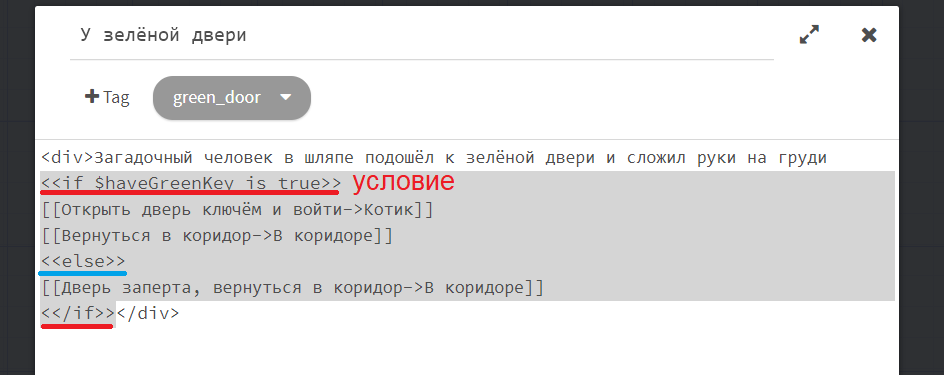 У зелёной двери
+ Tag
green_door
<div>Загадочный человек в шляпе подошёл к зелёной двери и сложил руки на груди
<<if $haveGreenKey is true>> условие
[[Открыть дверь ключём и войти->Котик]]
[[Вернуться в коридор->В коридоре]]
<<else>>
[[Дверь заперта, вернуться в коридор->В коридоре]]
<</if>></div>